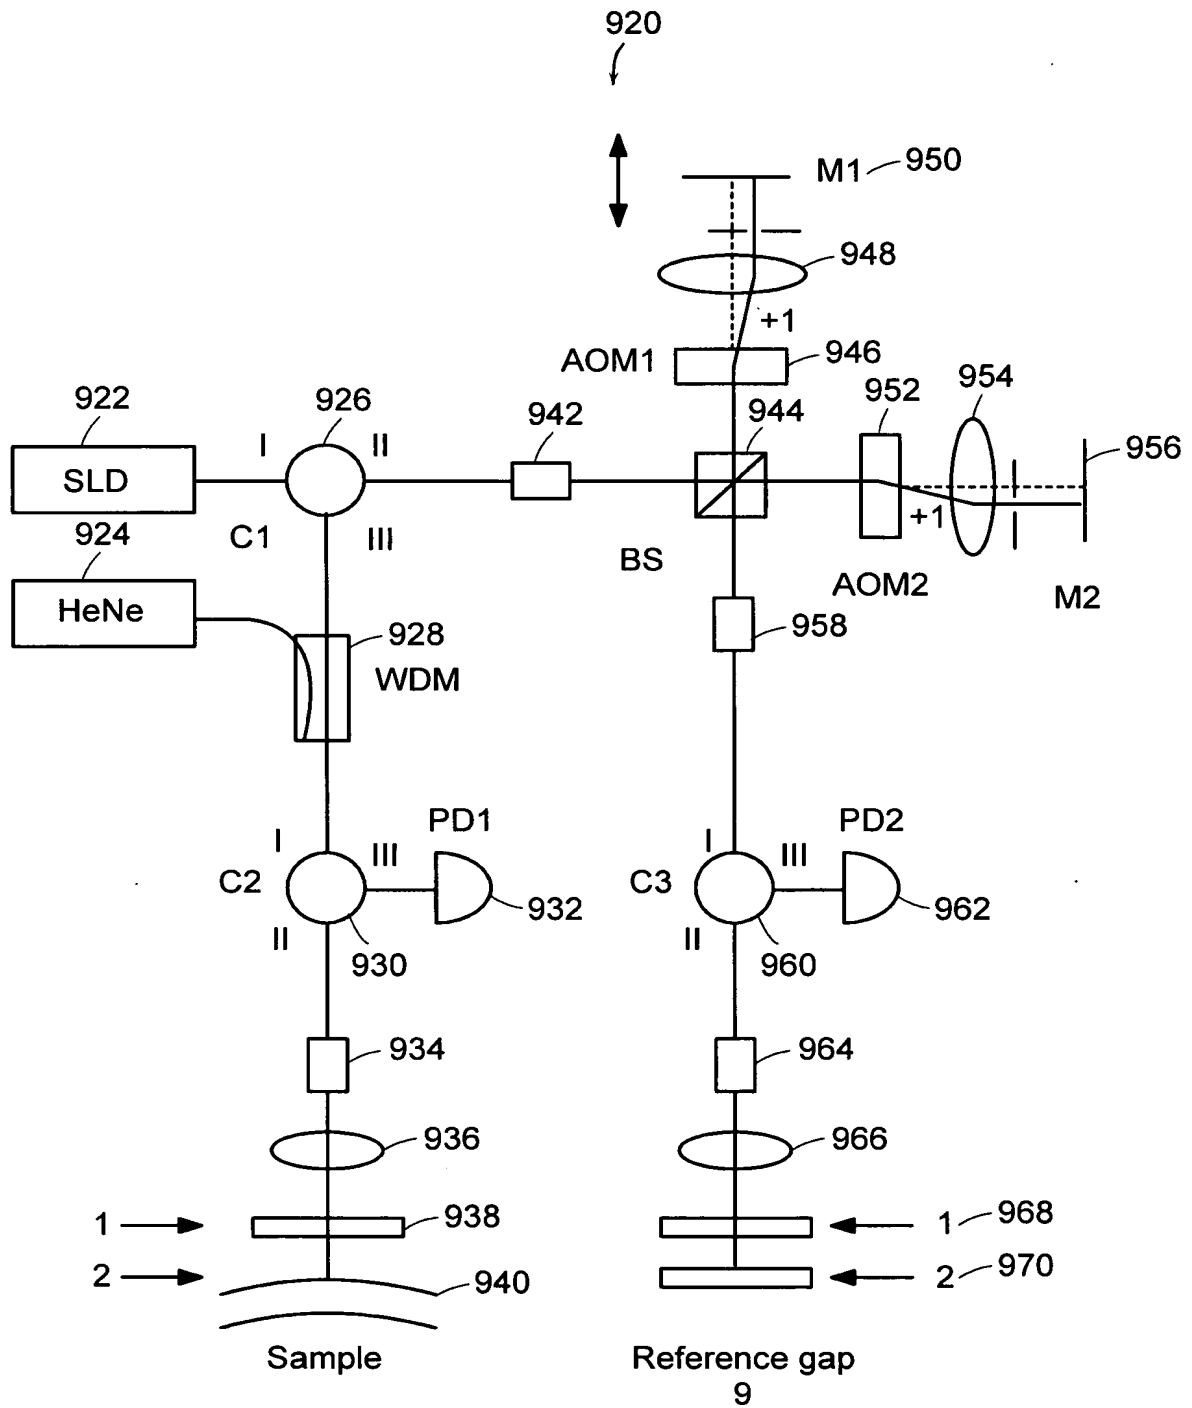 920
M1 950
948
+1
AOM1 946
922 926 942 944 952 954 956
I II
SLD
C1 III
924
HeNe
BS
+1
AOM2
M2
928
WDM
958
PD1 PD2
I III I III
C2 C3
932 962
II II
930 960
934 964
936 966
1 938 1 968
2 940 2 970
Sample Reference gap
9